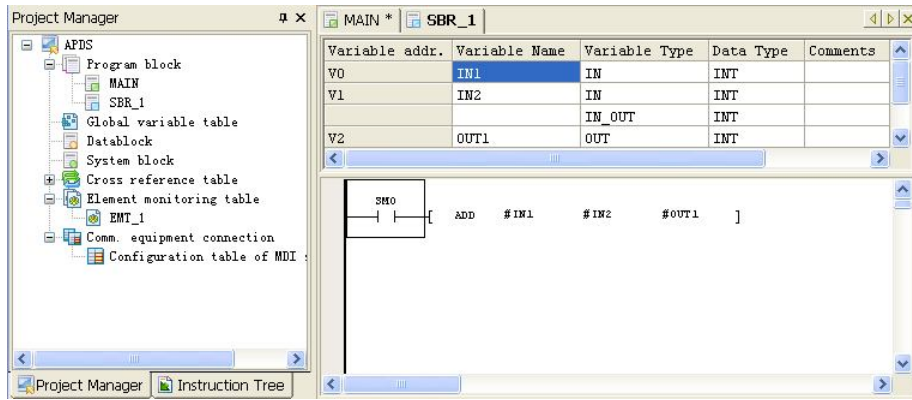 Project Manager
APDS
Program block
MAIN
SBR_1
Global variable table
Datablock
System block
Cross reference table
Element monitoring table
EMT_1
Comm. equipment connection
Configuration table of MDI
Project Manager Instruction Tree
MAIN * SBR_1
Variable addr. Variable Name Variable Type Data Type Comments
V0 IN1 IN INT
V1 IN2 IN INT
IN_OUT INT
V2 OUT1 OUT INT
SM0
[ ADD #IN1 #IN2 #OUT1 ]